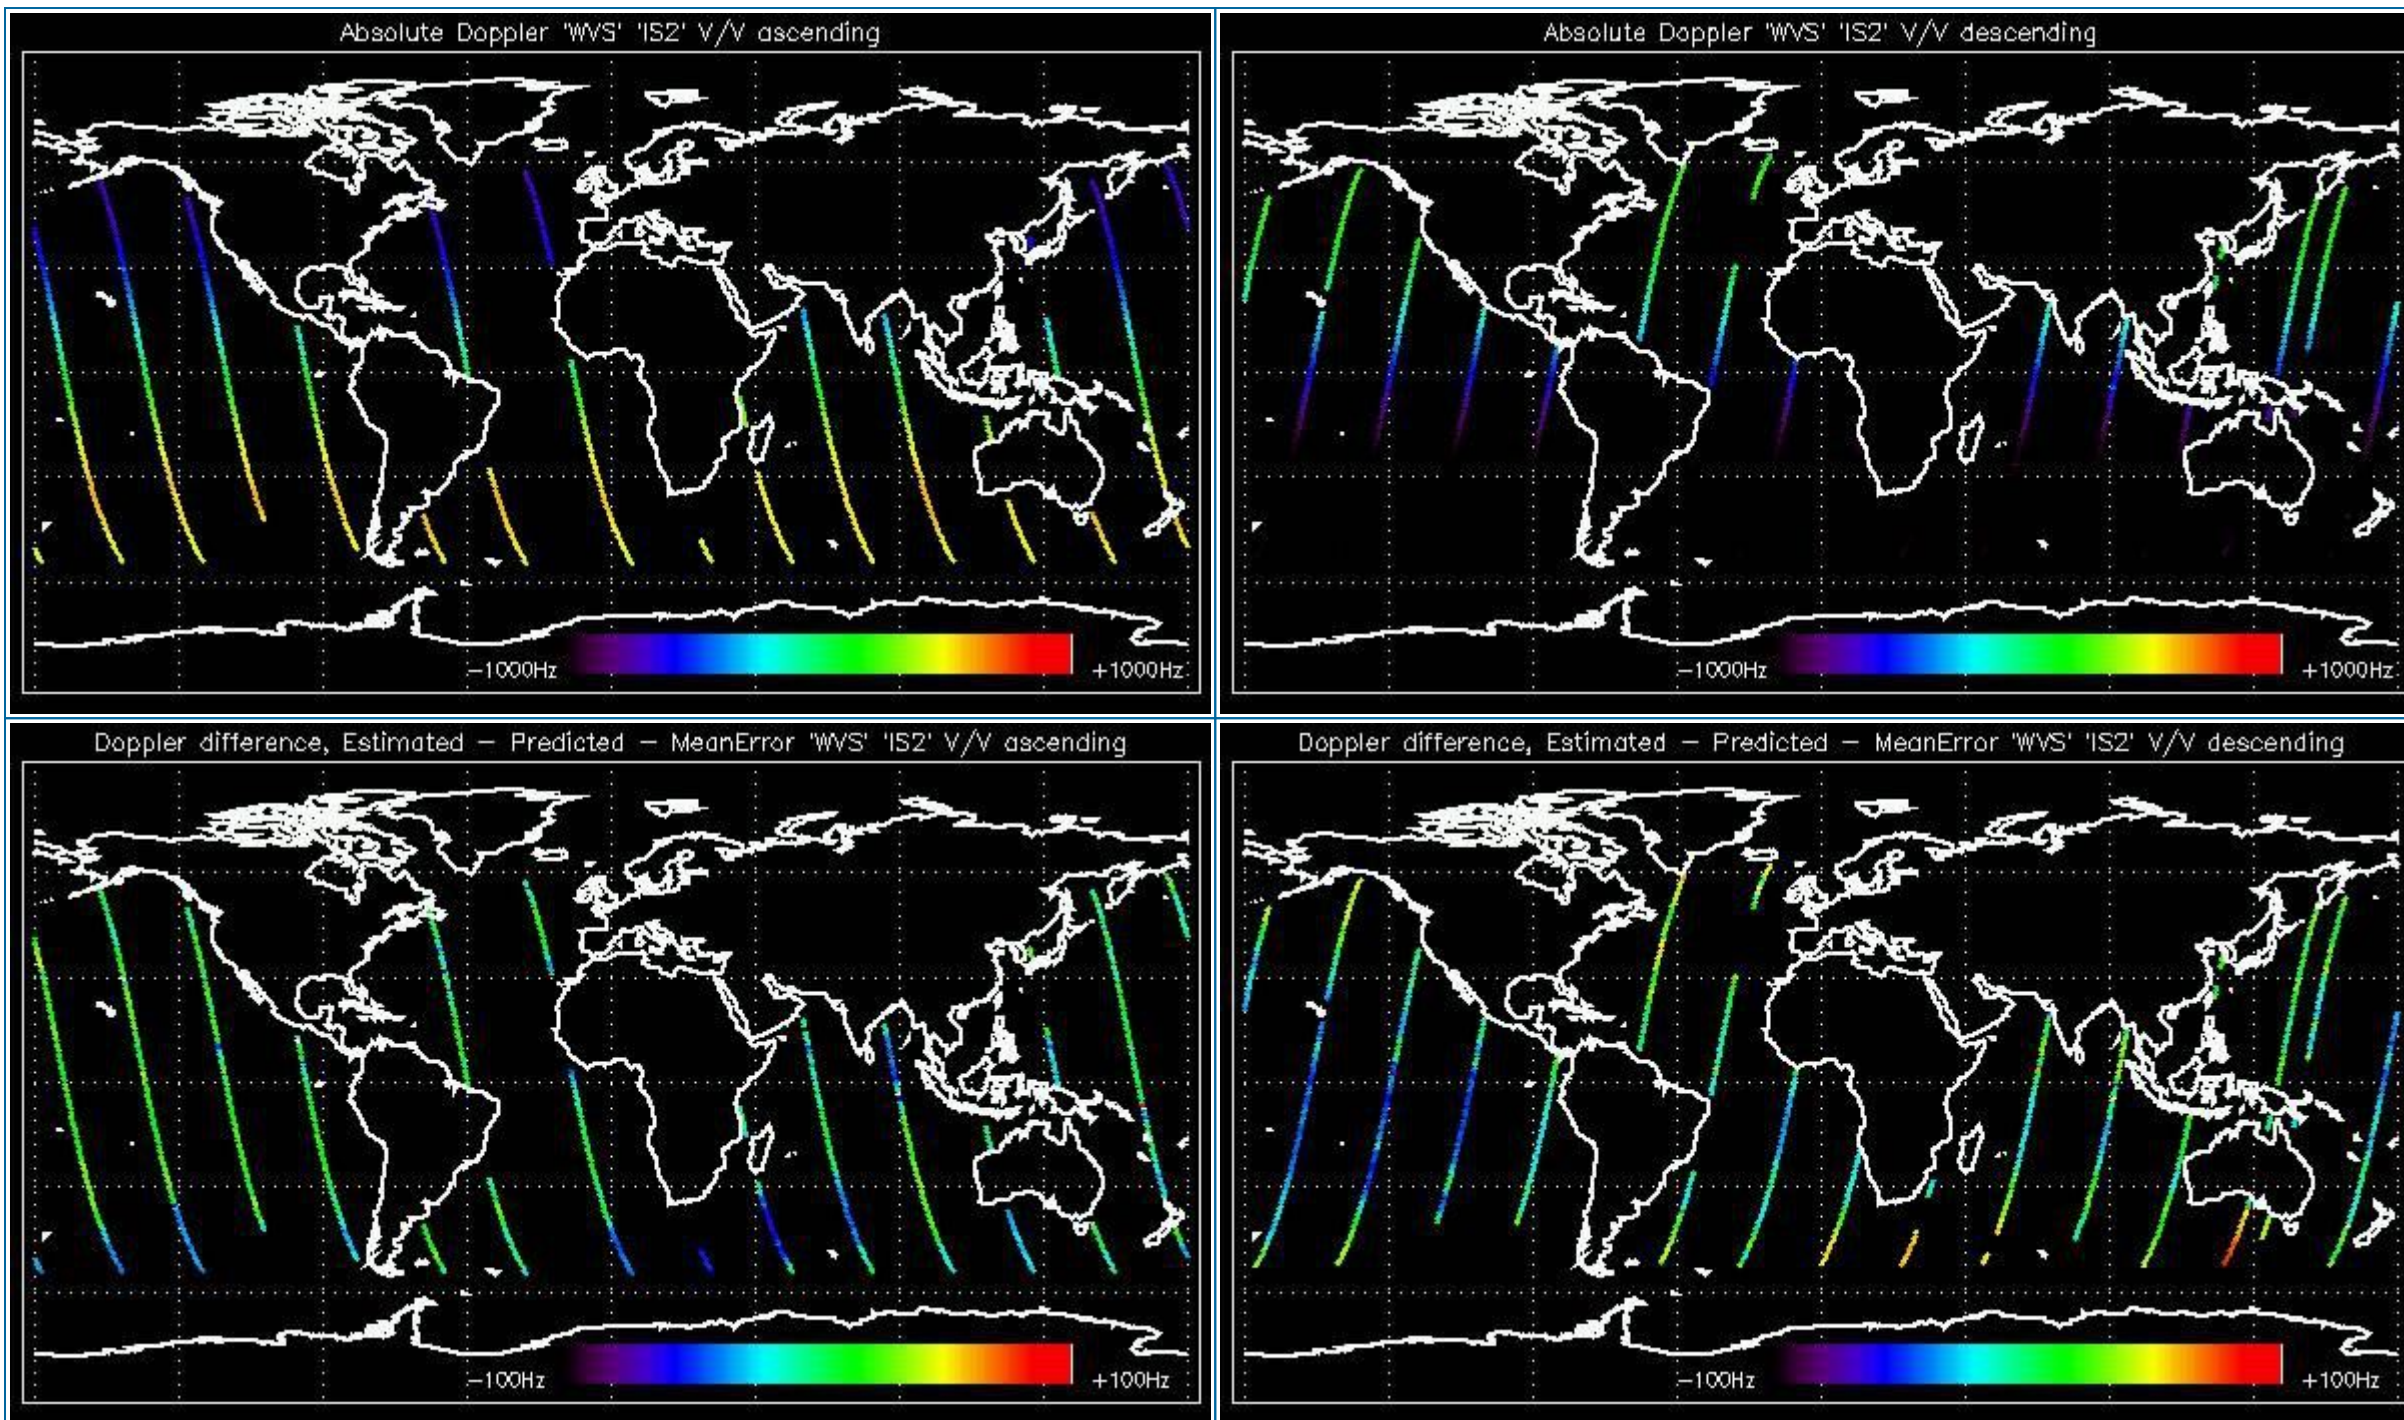 Absolute Doppler 'WVS' 'IS2' V/V ascending
-1000Hz
+1000Hz
Absolute Doppler 'WVS' 'IS2' V/V descending
-1000Hz
+1000Hz
Doppler difference, Estimated - Predicted - MeanError 'WVS' 'IS2' V/V ascending
-100Hz
+100Hz
Doppler difference, Estimated - Predicted - MeanError 'WVS' 'IS2' V/V descending
-100Hz
+100Hz